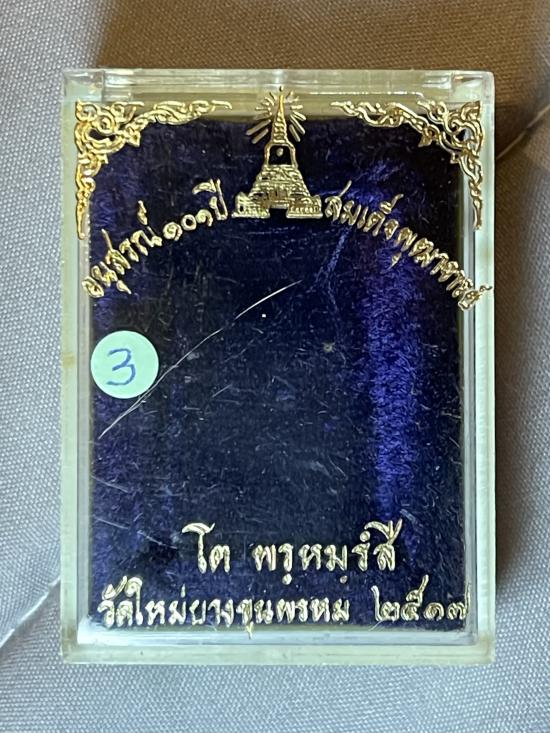 อนุสรณ์ ๑๐๑ ปี สมเด็จพุฒาจารย์
3
โต พรฺหมฺรํสี
วัดใหม่บางขุนพรหม ๒๕๑๗